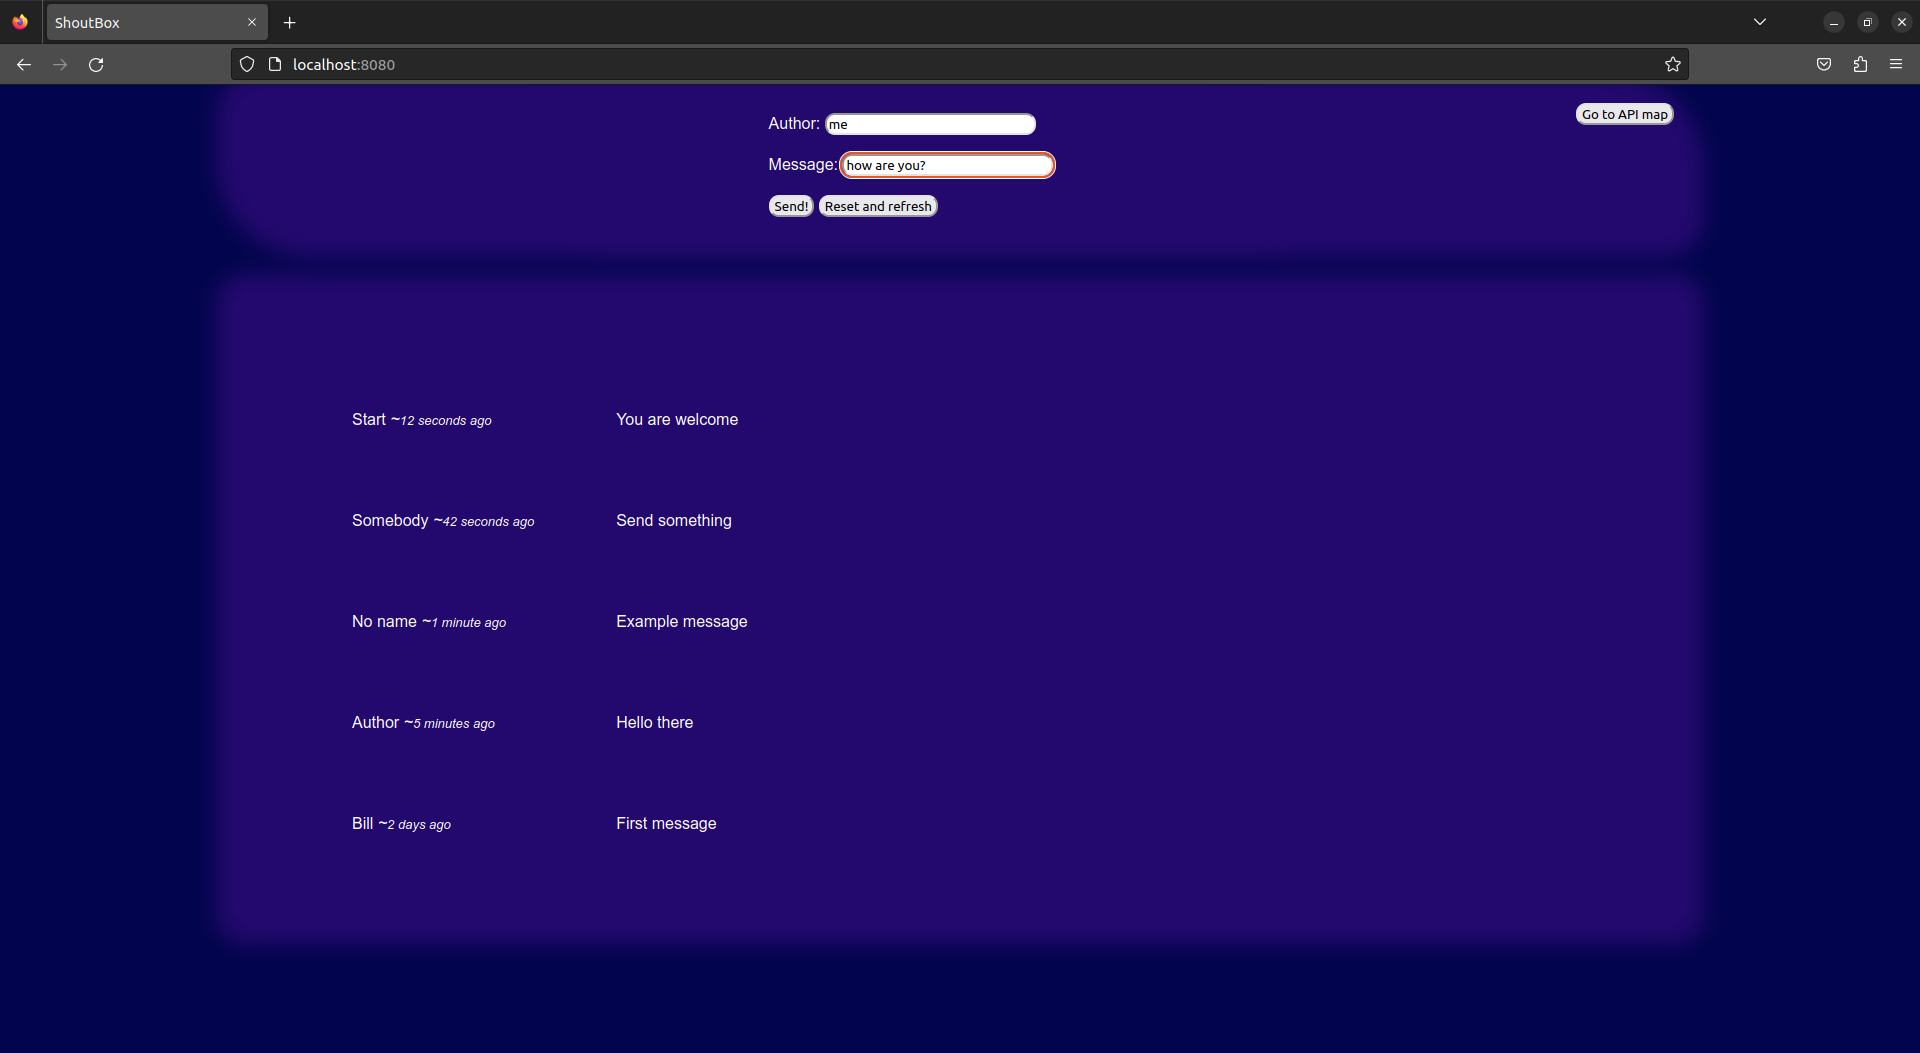 ShoutBox
localhost:8080
Author: me
Go to API map
Message: how are you?
Send! Reset and refresh
Start ~12 seconds ago You are welcome
Somebody ~42 seconds ago Send something
No name ~1 minute ago Example message
Author ~5 minutes ago Hello there
Bill ~2 days ago First message